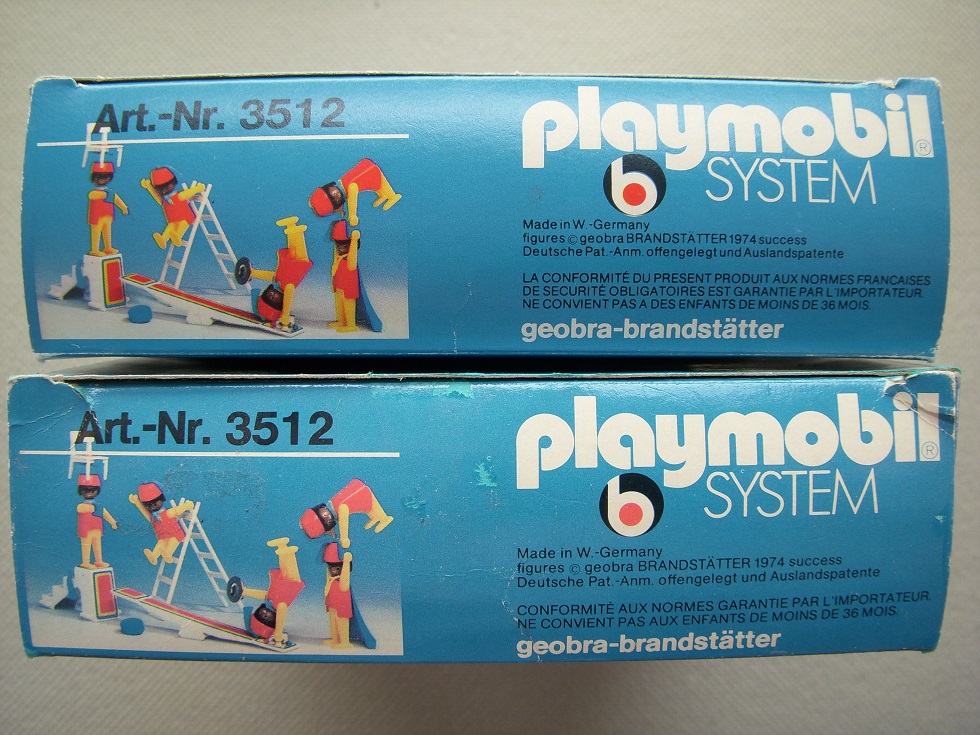 Art.-Nr. 3512
playmobil®
b SYSTEM
Made in W.-Germany
figures © geobra BRANDSTÄTTER 1974 success
Deutsche Pat.-Anm. offengelegt und Auslandspatente
LA CONFORMITÉ DU PRESENT PRODUIT AUX NORMES FRANCAISES
DE SECURITÉ OBLIGATOIRES EST GARANTIE PAR L'IMPORTATEUR.
NE CONVIENT PAS A DES ENFANTS DE MOINS DE 36 MOIS.
geobra-brandstätter
Art.-Nr. 3512
playmobil®
b SYSTEM
Made in W.-Germany
figures © geobra BRANDSTÄTTER 1974 success
Deutsche Pat.-Anm. offengelegt und Auslandspatente
CONFORMITÉ AUX NORMES GARANTIE PAR L'IMPORTATEUR.
NE CONVIENT PAS AUX ENFANTS DE MOINS DE 36 MOIS.
geobra-brandstätter